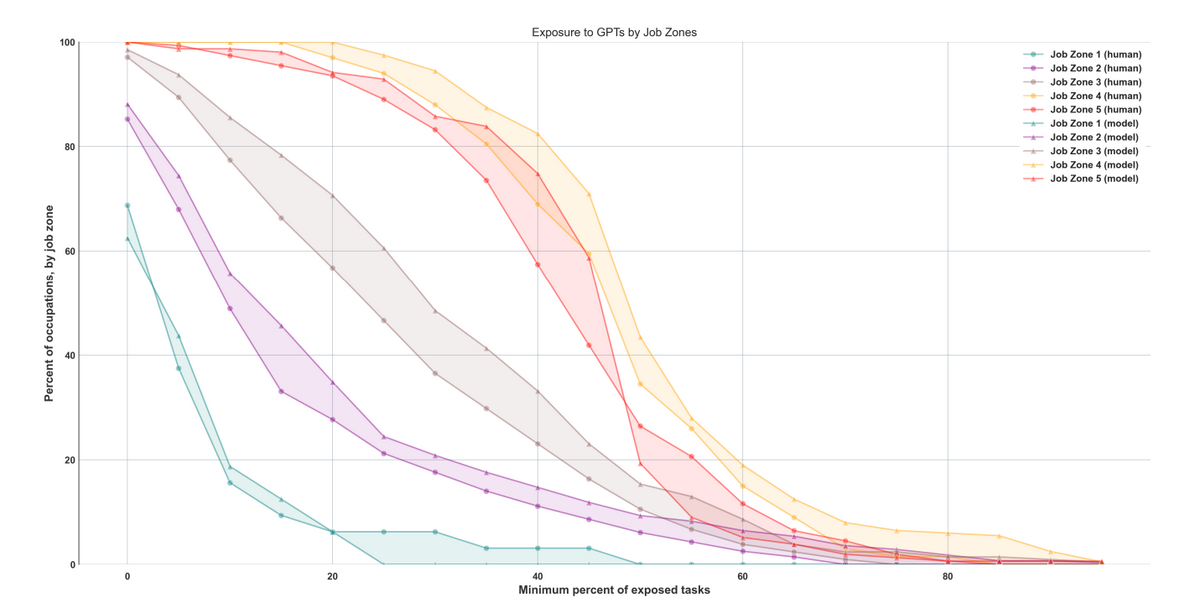 Exposure to GPTs by Job Zones
100
80
60
40
20
0
Percent of occupations, by job zone
Job Zone 1 (human)
Job Zone 2 (human)
Job Zone 3 (human)
Job Zone 4 (human)
Job Zone 5 (human)
Job Zone 1 (model)
Job Zone 2 (model)
Job Zone 3 (model)
Job Zone 4 (model)
Job Zone 5 (model)
0 20 40 60 80
Minimum percent of exposed tasks